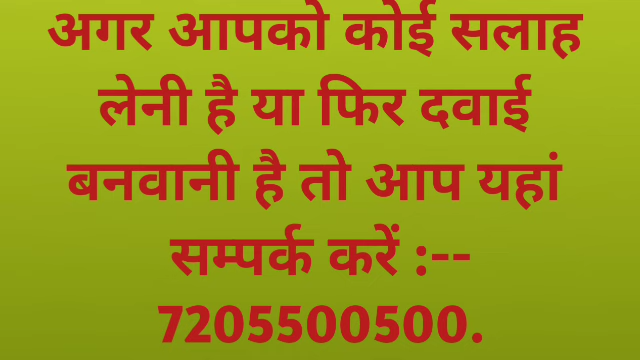 अगर आपको कोई सलाह
लेनी है या फिर दवाई
बनवानी है तो आप यहां
सम्पर्क करें :--
7205500500.